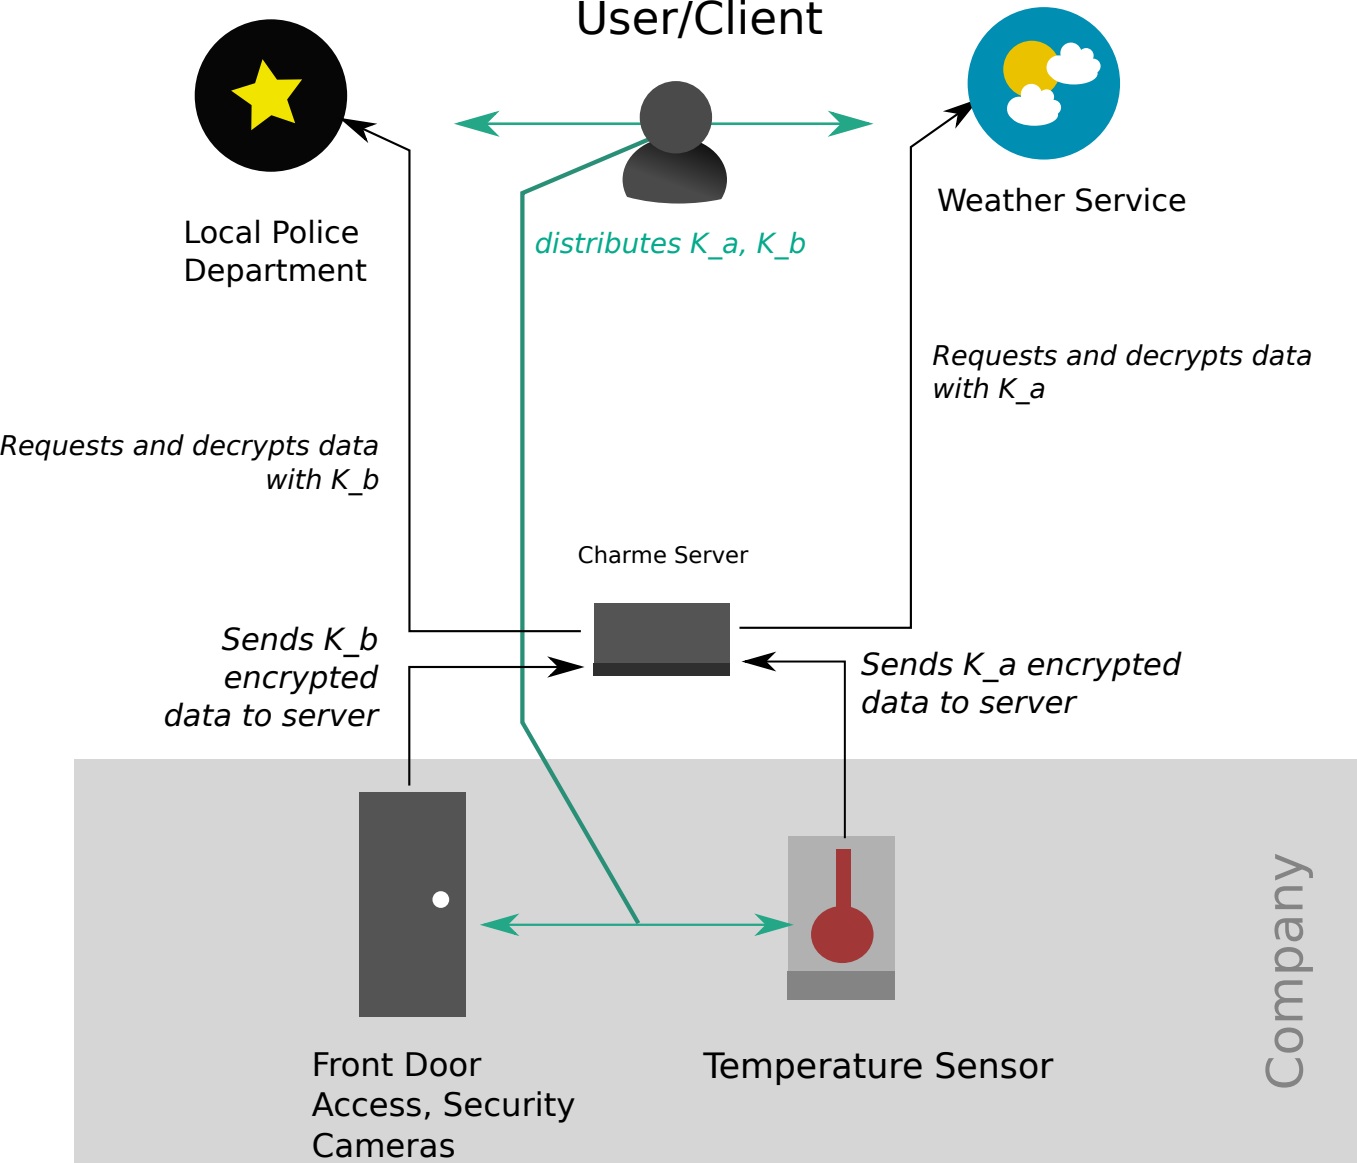 User/Client
Local Police
Department
Weather Service
distributes K_a, K_b
Requests and decrypts data
with K_a
Requests and decrypts data
with K_b
Charme Server
Sends K_b
encrypted
data to server
Sends K_a encrypted
data to server
Company
Front Door
Access, Security
Cameras
Temperature Sensor